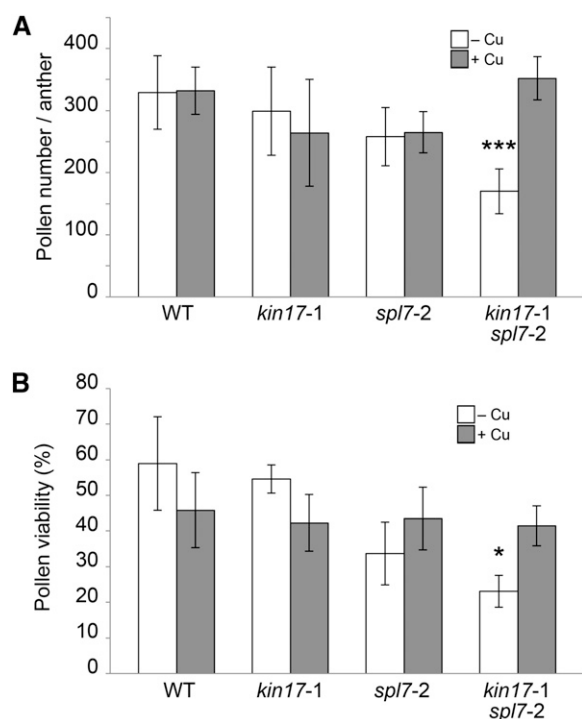 A
Pollen number / anther
400
300
200
100
0
– Cu
+ Cu
***
WT
kin17-1
spl7-2
kin17-1
spl7-2
B
Pollen viability (%)
80
70
60
50
40
30
20
10
0
– Cu
+ Cu
*
WT
kin17-1
spl7-2
kin17-1
spl7-2